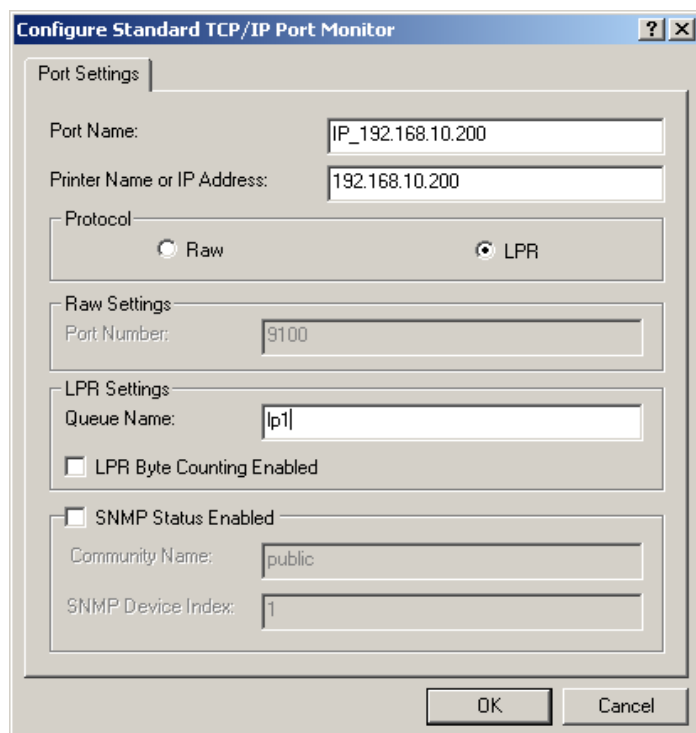 Configure Standard TCP/IP Port Monitor
Port Settings
Port Name: IP_192.168.10.200
Printer Name or IP Address: 192.168.10.200
Protocol
Raw LPR
Raw Settings
Port Number: 9100
LPR Settings
Queue Name: lp1
LPR Byte Counting Enabled
SNMP Status Enabled
Community Name: public
SNMP Device Index: 1
OK Cancel